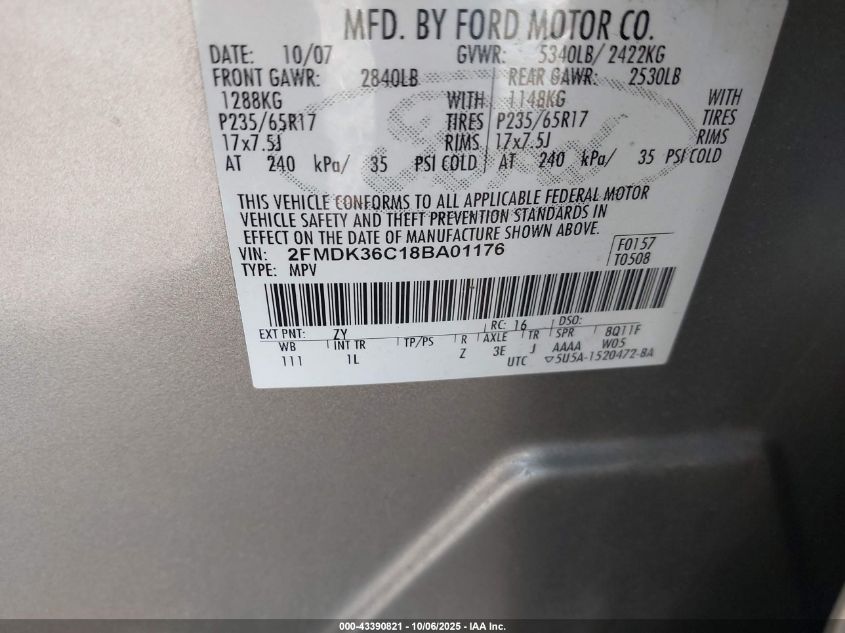 MFD. BY FORD MOTOR CO.
DATE: 10/07 GVWR: 5340LB/ 2422KG
FRONT GAWR: 2840LB REAR GAWR: 2530LB
1288KG WITH 1148KG WITH
P235/65R17 TIRES P235/65R17 TIRES
17x7.5J RIMS 17x7.5J RIMS
AT 240 kPa/ 35 PSI COLD AT 240 kPa/ 35 PSI COLD
THIS VEHICLE CONFORMS TO ALL APPLICABLE FEDERAL MOTOR
VEHICLE SAFETY AND THEFT PREVENTION STANDARDS IN
EFFECT ON THE DATE OF MANUFACTURE SHOWN ABOVE.
VIN: 2FMDK36C18BA01176 F0157
TYPE: MPV T0508
EXT PNT: ZY RC: 16 DSO:
WB INT TR TP/PS R AXLE TR SPR 8Q11F
111 1L Z 3E J AAAA W05
UTC ▽5U5A-1520472-BA
000-43390821 - 10/06/2025 - IAA Inc.